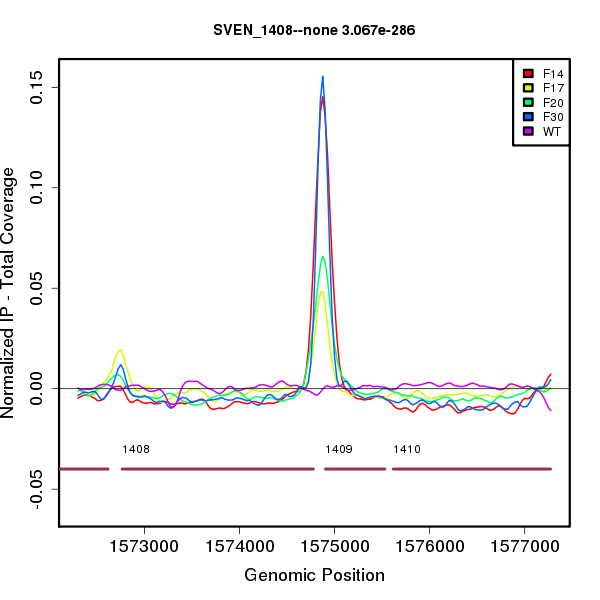 SVEN_1408--none 3.067e-286
F14
F17
F20
F30
WT
Normalized IP - Total Coverage
0.15
0.10
0.05
0.00
-0.05
1408
1409
1410
1573000
1574000
1575000
1576000
1577000
Genomic Position